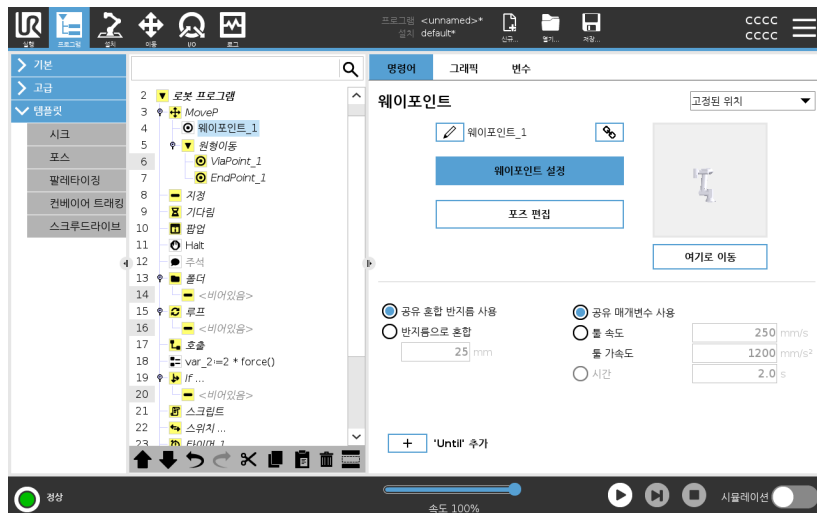 프로그램 <unnamed>*
설치 default*
cccc
cccc
실행
프로그램
설치
이동
I/O
로그
신규...
열기...
저장...
기본
고급
템플릿
시크
포스
팔레타이징
컨베이어 트래킹
스크루드라이브
2 로봇 프로그램
3 MoveP
4 웨이포인트_1
5 원형이동
6 ViaPoint_1
7 EndPoint_1
8 지정
9 기다림
10 팝업
11 Halt
12 주석
13 폴더
14 <비어있음>
15 루프
16 <비어있음>
17 호출
18 var_2:=2 * force()
19 If ...
20 <비어있음>
21 스크립트
22 스위치 ...
23 타이머_1
명령어 그래픽 변수
웨이포인트
고정된 위치
웨이포인트_1
웨이포인트 설정
포즈 편집
여기로 이동
공유 혼합 반지름 사용
반지름으로 혼합
25 mm
공유 매개변수 사용
툴 속도 250 mm/s
툴 가속도 1200 mm/s²
시간 2.0 s
+ 'Until' 추가
정상
속도 100%
시뮬레이션